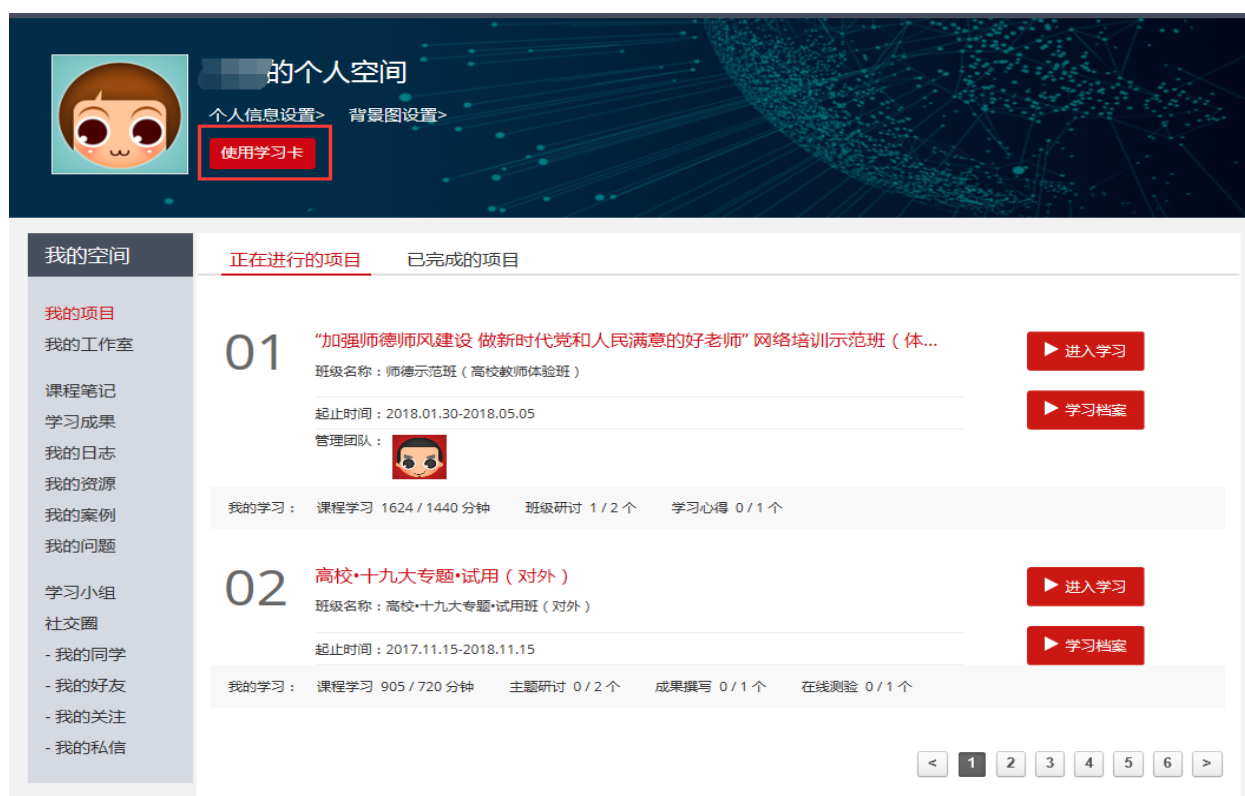 的个人空间
个人信息设置> 背景图设置>
使用学习卡
我的空间
正在进行的项目 已完成的项目
我的项目
我的工作室
课程笔记
学习成果
我的日志
我的资源
我的案例
我的问题
学习小组
社交圈
- 我的同学
- 我的好友
- 我的关注
- 我的私信
01
“加强师德师风建设 做新时代党和人民满意的好老师” 网络培训示范班（体...
班级名称：师德示范班（高校教师体验班）
起止时间：2018.01.30-2018.05.05
管理团队：
进入学习
学习档案
我的学习： 课程学习 1624 / 1440 分钟 班级研讨 1 / 2 个 学习心得 0 / 1 个
02
高校•十九大专题•试用（对外）
班级名称：高校•十九大专题•试用班（对外）
起止时间：2017.11.15-2018.11.15
进入学习
学习档案
我的学习： 课程学习 905 / 720 分钟 主题研讨 0 / 2 个 成果撰写 0 / 1 个 在线测验 0 / 1 个
< 1 2 3 4 5 6 >